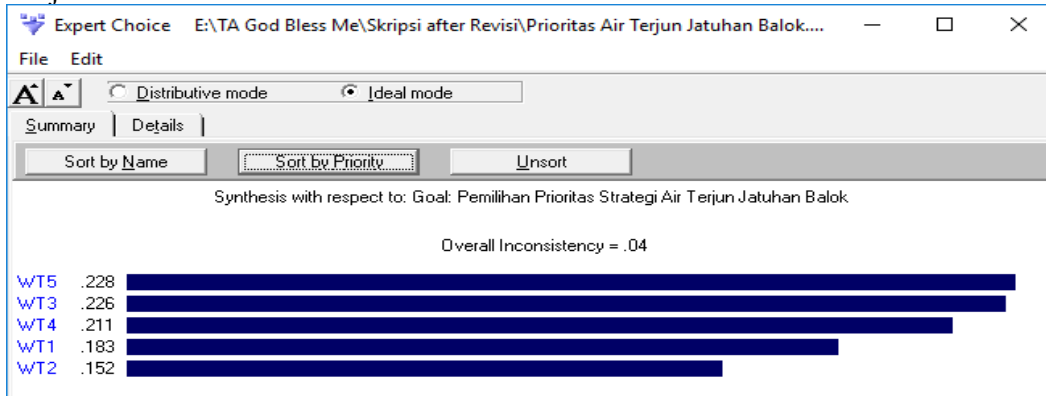 Expert Choice E:\TA God Bless Me\Skripsi after Revisi\Prioritas Air Terjun Jatuhan Balok....
File Edit
A A Distributive mode Ideal mode
Summary Details
Sort by Name Sort by Priority Unsort
Synthesis with respect to: Goal: Pemilihan Prioritas Strategi Air Terjun Jatuhan Balok
Overall Inconsistency = .04
WT5 .228
WT3 .226
WT4 .211
WT1 .183
WT2 .152